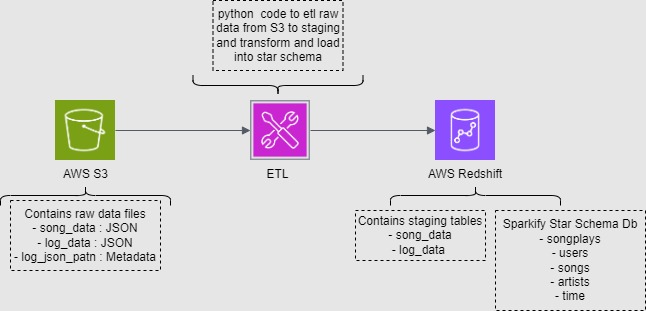 python code to etl raw
data from S3 to staging
and transform and load
into star schema
AWS S3
ETL
AWS Redshift
Contains raw data files
- song_data : JSON
- log_data : JSON
- log_json_patn : Metadata
Contains staging tables
- song_data
- log_data
Sparkify Star Schema Db
- songplays
- users
- songs
- artists
- time